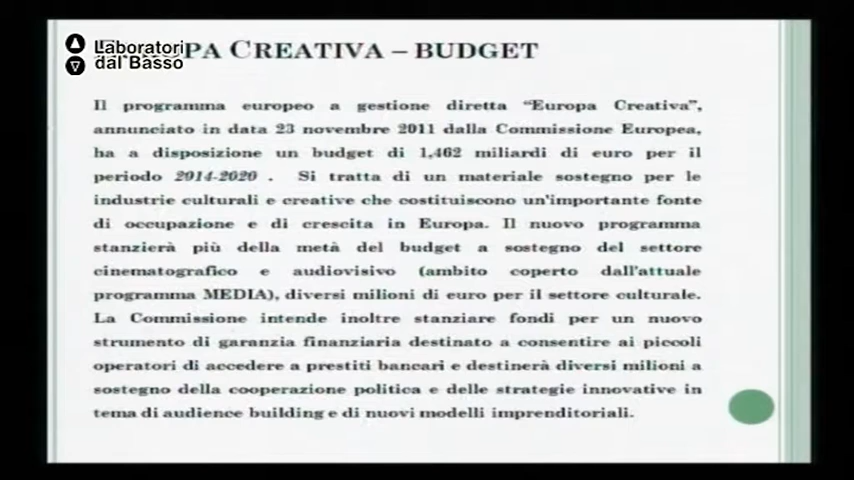 Laboratori
dal Basso
PA CREATIVA – BUDGET
Il programma europeo a gestione diretta “Europa Creativa”,
annunciato in data 23 novembre 2011 dalla Commissione Europea,
ha a disposizione un budget di 1,462 miliardi di euro per il
periodo 2014-2020 . Si tratta di un materiale sostegno per le
industrie culturali e creative che costituiscono un'importante fonte
di occupazione e di crescita in Europa. Il nuovo programma
stanzierà più della metà del budget a sostegno del settore
cinematografico e audiovisivo (ambito coperto dall'attuale
programma MEDIA), diversi milioni di euro per il settore culturale.
La Commissione intende inoltre stanziare fondi per un nuovo
strumento di garanzia finanziaria destinato a consentire ai piccoli
operatori di accedere a prestiti bancari e destinerà diversi milioni a
sostegno della cooperazione politica e delle strategie innovative in
tema di audience building e di nuovi modelli imprenditoriali.